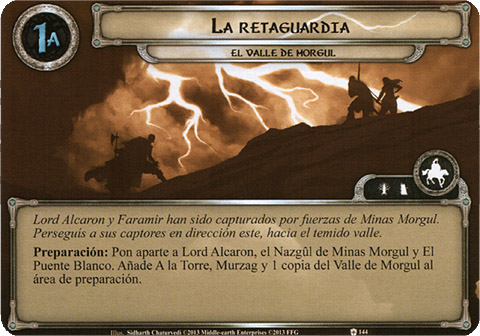 1A
La retaguardia
El Valle de Morgul
Lord Alcaron y Faramir han sido capturados por fuerzas de Minas Morgul.
Perseguís a sus captores en dirección este, hacia el temido valle.
Preparación: Pon aparte a Lord Alcaron, el Nazgûl de Minas Morgul y El
Puente Blanco. Añade A la Torre, Murzag y 1 copia del Valle de Morgul al
área de preparación.
Illus. Sidharth Chaturvedi ©2013 Middle-earth Enterprises ©2013 FFG 144